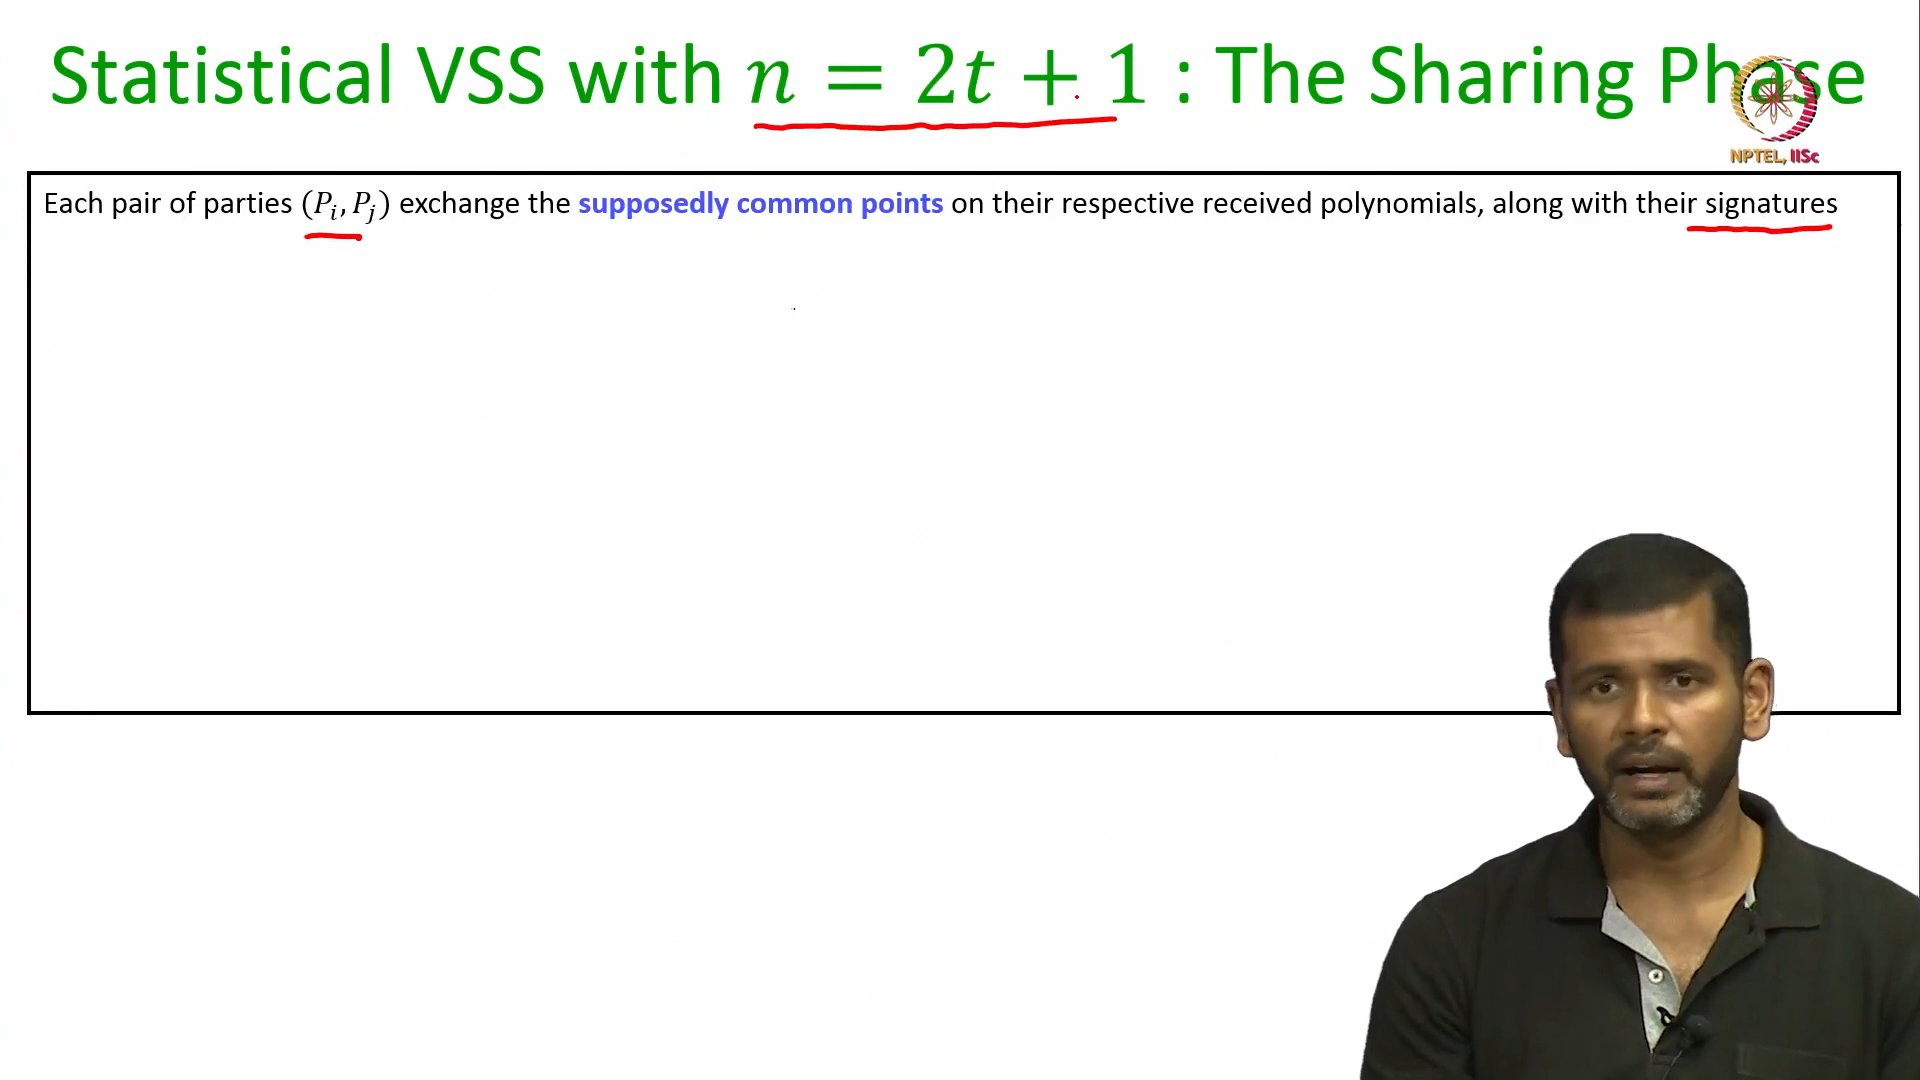 Statistical VSS with n = 2t + 1 : The Sharing Phase
NPTEL, IISc
Each pair of parties (P_i, P_j) exchange the supposedly common points on their respective received polynomials, along with their signatures